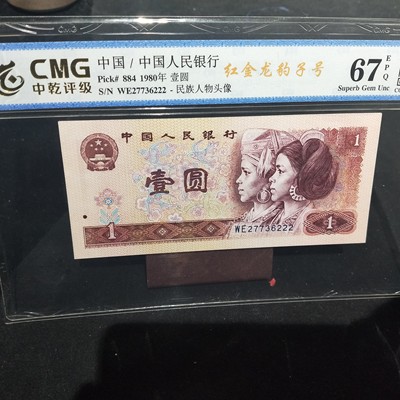 CMG
中乾评级
中国 / 中国人民银行
Pick# 884 1980年 壹圆
S/N WE27736222 - 民族人物头像
红金龙豹子号
67 EPQ
Superb Gem Unc
中国人民银行
壹圆
1
1
1
WE27736222